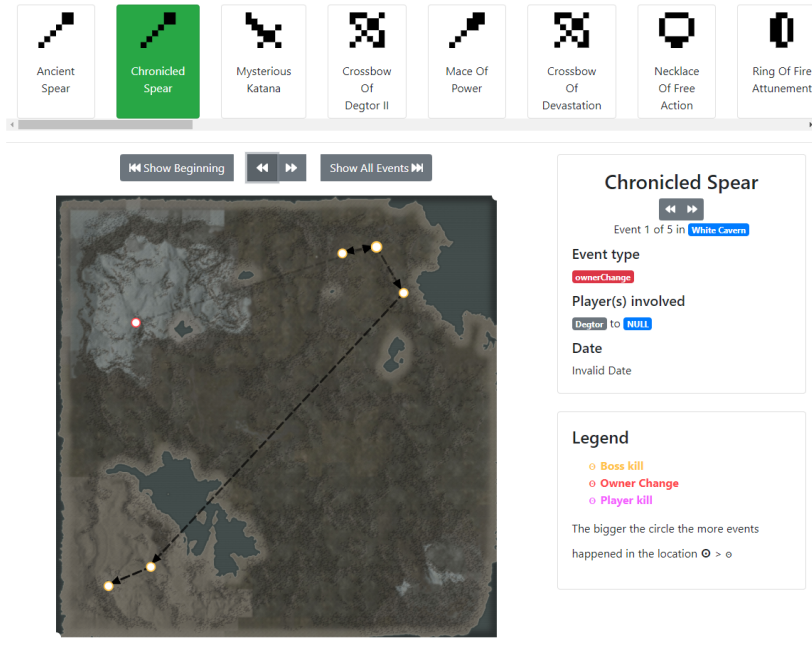 Ancient
Spear
Chronicled
Spear
Mysterious
Katana
Crossbow
Of
Degtor II
Mace Of
Power
Crossbow
Of
Devastation
Necklace
Of Free
Action
Ring Of Fire
Attunement
Show Beginning
Show All Events
Chronicled Spear
Event 1 of 5 in White Cavern
Event type
ownerChange
Player(s) involved
Degtor to NULL
Date
Invalid Date
Legend
Boss kill
Owner Change
Player kill
The bigger the circle the more events
happened in the location ʘ > ʘ